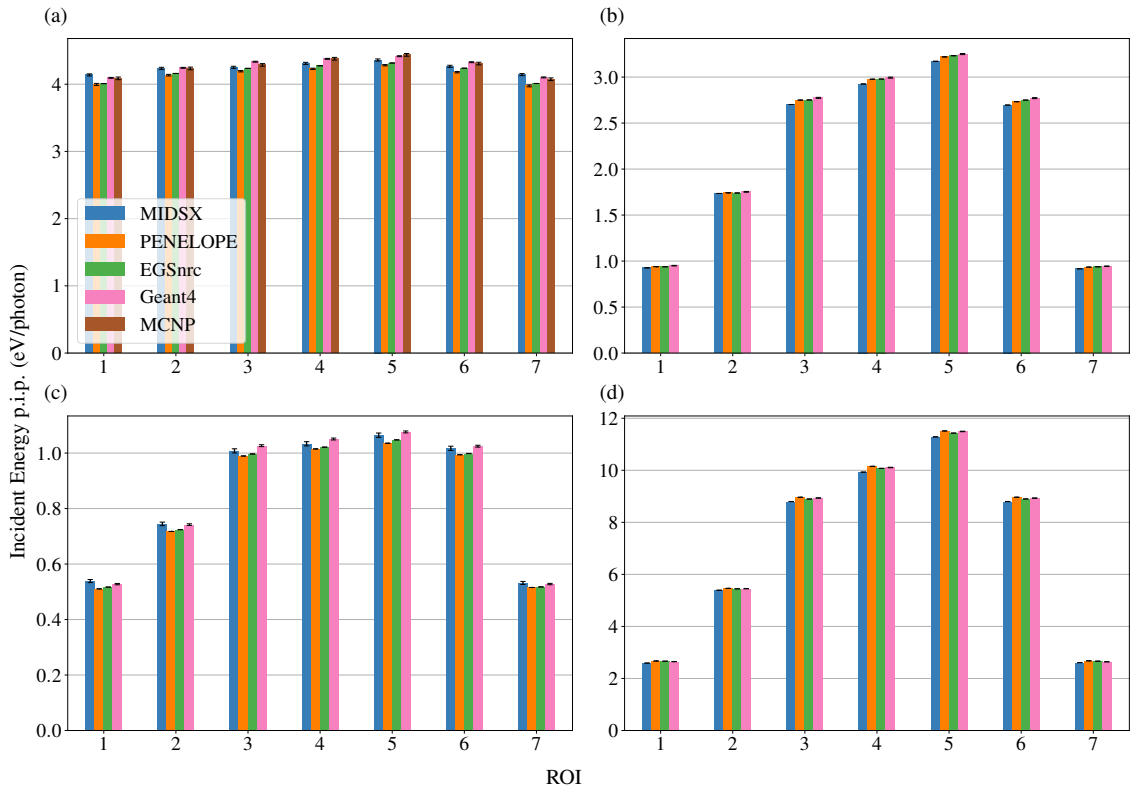 (a)
(b)
4
3
2
1
0
MIDSX
PENELOPE
EGSnrc
Geant4
MCNP
1 2 3 4 5 6 7
3.0
2.5
2.0
1.5
1.0
0.5
0.0
1 2 3 4 5 6 7
Incident Energy p.i.p. (eV/photon)
(c)
(d)
1.0
0.8
0.6
0.4
0.2
0.0
1 2 3 4 5 6 7
12
10
8
6
4
2
0
1 2 3 4 5 6 7
ROI